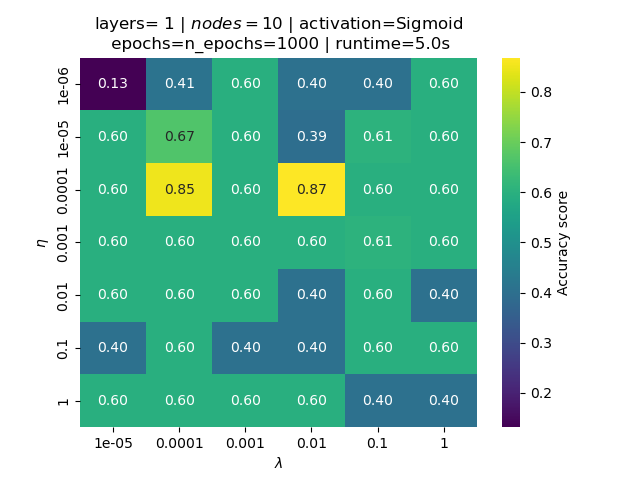 layers= 1 | nodes = 10 | activation=Sigmoid
epochs=n_epochs=1000 | runtime=5.0s
1e-06 0.13 0.41 0.60 0.40 0.40 0.60
1e-05 0.60 0.67 0.60 0.39 0.61 0.60
0.0001 0.60 0.85 0.60 0.87 0.60 0.60
0.001 0.60 0.60 0.60 0.60 0.61 0.60
0.01 0.60 0.60 0.60 0.40 0.60 0.40
0.1 0.40 0.60 0.40 0.40 0.60 0.60
1 0.60 0.60 0.60 0.60 0.40 0.40
η
1e-05 0.0001 0.001 0.01 0.1 1
λ
0.8
0.7
0.6
0.5
0.4
0.3
0.2
Accuracy score